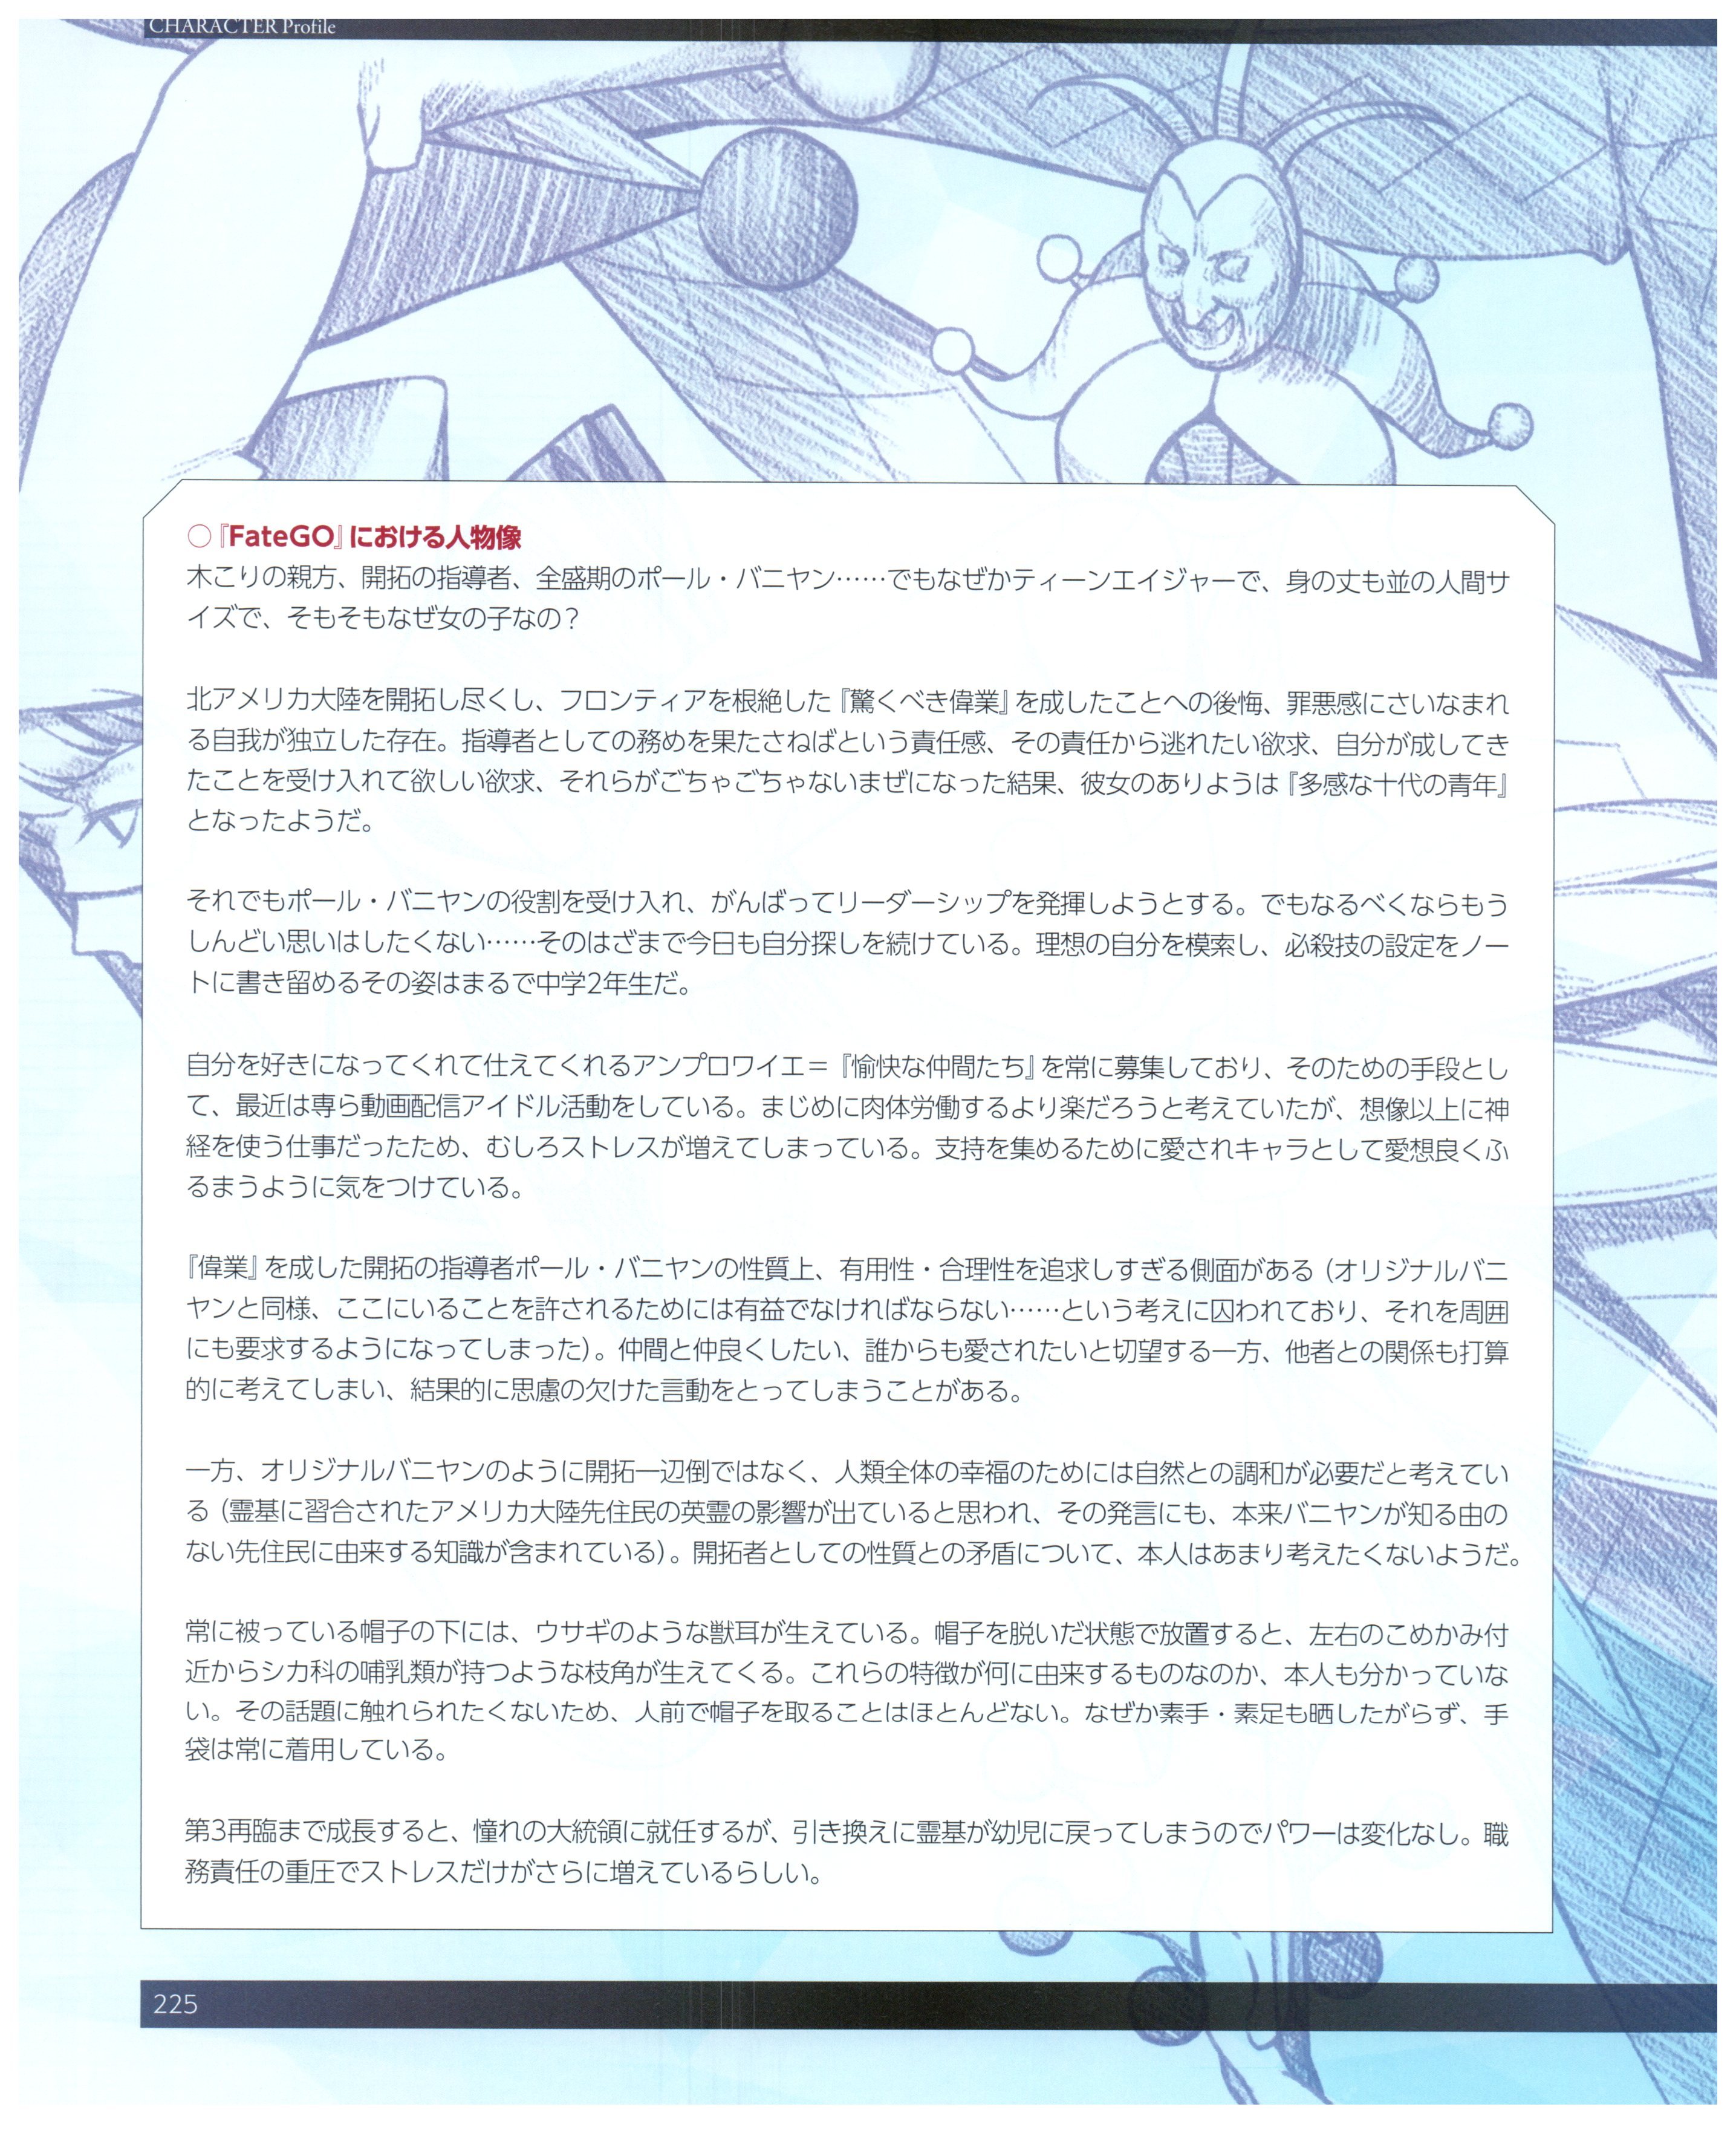 CHARACTER Profile
○『FateGO』における人物像
木こりの親方、開拓の指導者、全盛期のポール・バニヤン……でもなぜかティーンエイジャーで、身の丈も並の人間サ
イズで、そもそもなぜ女の子なの？
北アメリカ大陸を開拓し尽くし、フロンティアを根絶した『驚くべき偉業』を成したことへの後悔、罪悪感にさいなまれ
る自我が独立した存在。指導者としての務めを果たさねばという責任感、その責任から逃れたい欲求、自分が成してき
たことを受け入れて欲しい欲求、それらがごちゃごちゃないまぜになった結果、彼女のありようは『多感な十代の青年』
となったようだ。
それでもポール・バニヤンの役割を受け入れ、がんばってリーダーシップを発揮しようとする。でもなるべくならもう
しんどい思いはしたくない……そのはざまで今日も自分探しを続けている。理想の自分を模索し、必殺技の設定をノー
トに書き留めるその姿はまるで中学2年生だ。
自分を好きになってくれて仕えてくれるアンプロワイエ＝『愉快な仲間たち』を常に募集しており、そのための手段とし
て、最近は専ら動画配信アイドル活動をしている。まじめに肉体労働するより楽だろうと考えていたが、想像以上に神
経を使う仕事だったため、むしろストレスが増えてしまっている。支持を集めるために愛されキャラとして愛想良くふ
るまうように気をつけている。
『偉業』を成した開拓の指導者ポール・バニヤンの性質上、有用性・合理性を追求しすぎる側面がある（オリジナルバニ
ヤンと同様、ここにいることを許されるためには有益でなければならない……という考えに囚われており、それを周囲
にも要求するようになってしまった）。仲間と仲良くしたい、誰からも愛されたいと切望する一方、他者との関係も打算
的に考えてしまい、結果的に思慮の欠けた言動をとってしまうことがある。
一方、オリジナルバニヤンのように開拓一辺倒ではなく、人類全体の幸福のためには自然との調和が必要だと考えてい
る（霊基に習合されたアメリカ大陸先住民の英霊の影響が出ていると思われ、その発言にも、本来バニヤンが知る由の
ない先住民に由来する知識が含まれている）。開拓者としての性質との矛盾について、本人はあまり考えたくないようだ。
常に被っている帽子の下には、ウサギのような獣耳が生えている。帽子を脱いだ状態で放置すると、左右のこめかみ付
近からシカ科の哺乳類が持つような枝角が生えてくる。これらの特徴が何に由来するものなのか、本人も分かっていな
い。その話題に触れられたくないため、人前で帽子を取ることはほとんどない。なぜか素手・素足も晒したがらず、手
袋は常に着用している。
第3再臨まで成長すると、憧れの大統領に就任するが、引き換えに霊基が幼児に戻ってしまうのでパワーは変化なし。職
務責任の重圧でストレスだけがさらに増えているらしい。
225